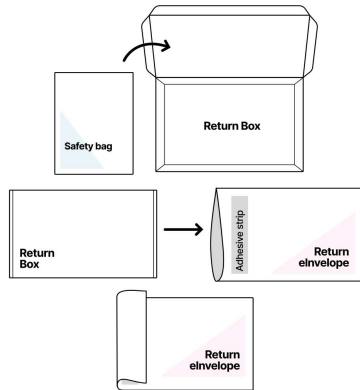 Safety bag
Return Box
Return
Box
Adhesive strip
Return
eInvelope
Return
eInvelope